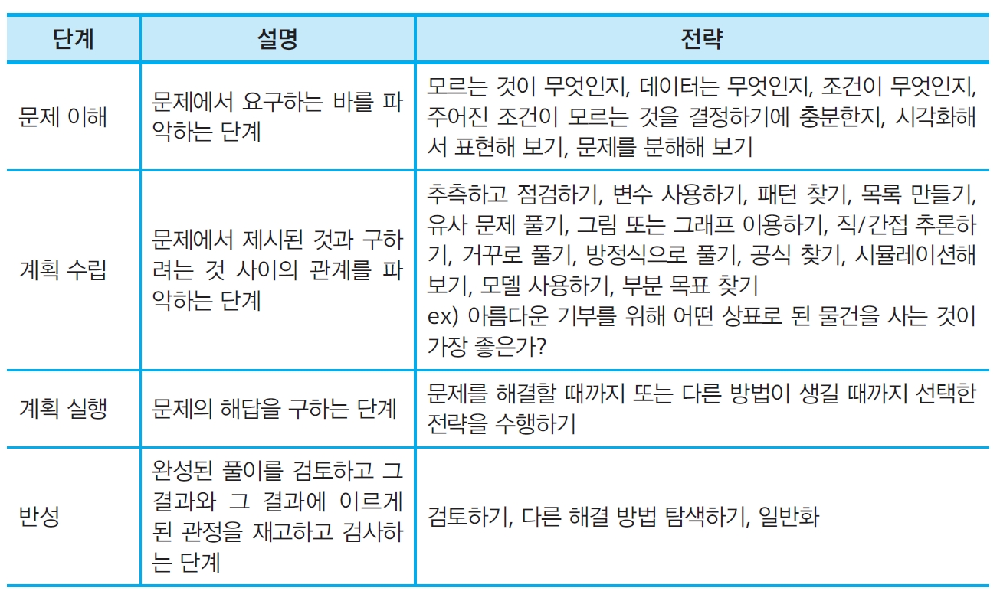 단계 설명 전략
문제 이해
문제에서 요구하는 바를 파
악하는 단계
모르는 것이 무엇인지, 데이터는 무엇인지, 조건이 무엇인지,
주어진 조건이 모르는 것을 결정하기에 충분한지, 시각화해
서 표현해 보기, 문제를 분해해 보기
계획 수립
문제에서 제시된 것과 구하
려는 것 사이의 관계를 파
악하는 단계
추측하고 점검하기, 변수 사용하기, 패턴 찾기, 목록 만들기,
유사 문제 풀기, 그림 또는 그래프 이용하기, 직/간접 추론하
기, 거꾸로 풀기, 방정식으로 풀기, 공식 찾기, 시뮬레이션해
보기, 모델 사용하기, 부분 목표 찾기
ex) 아름다운 기부를 위해 어떤 상표로 된 물건을 사는 것이
가장 좋은가?
계획 실행
문제의 해답을 구하는 단계
문제를 해결할 때까지 또는 다른 방법이 생길 때까지 선택한
전략을 수행하기
반성
완성된 풀이를 검토하고 그
결과와 그 결과에 이르게
된 관정을 재고하고 검사하
는 단계
검토하기, 다른 해결 방법 탐색하기, 일반화